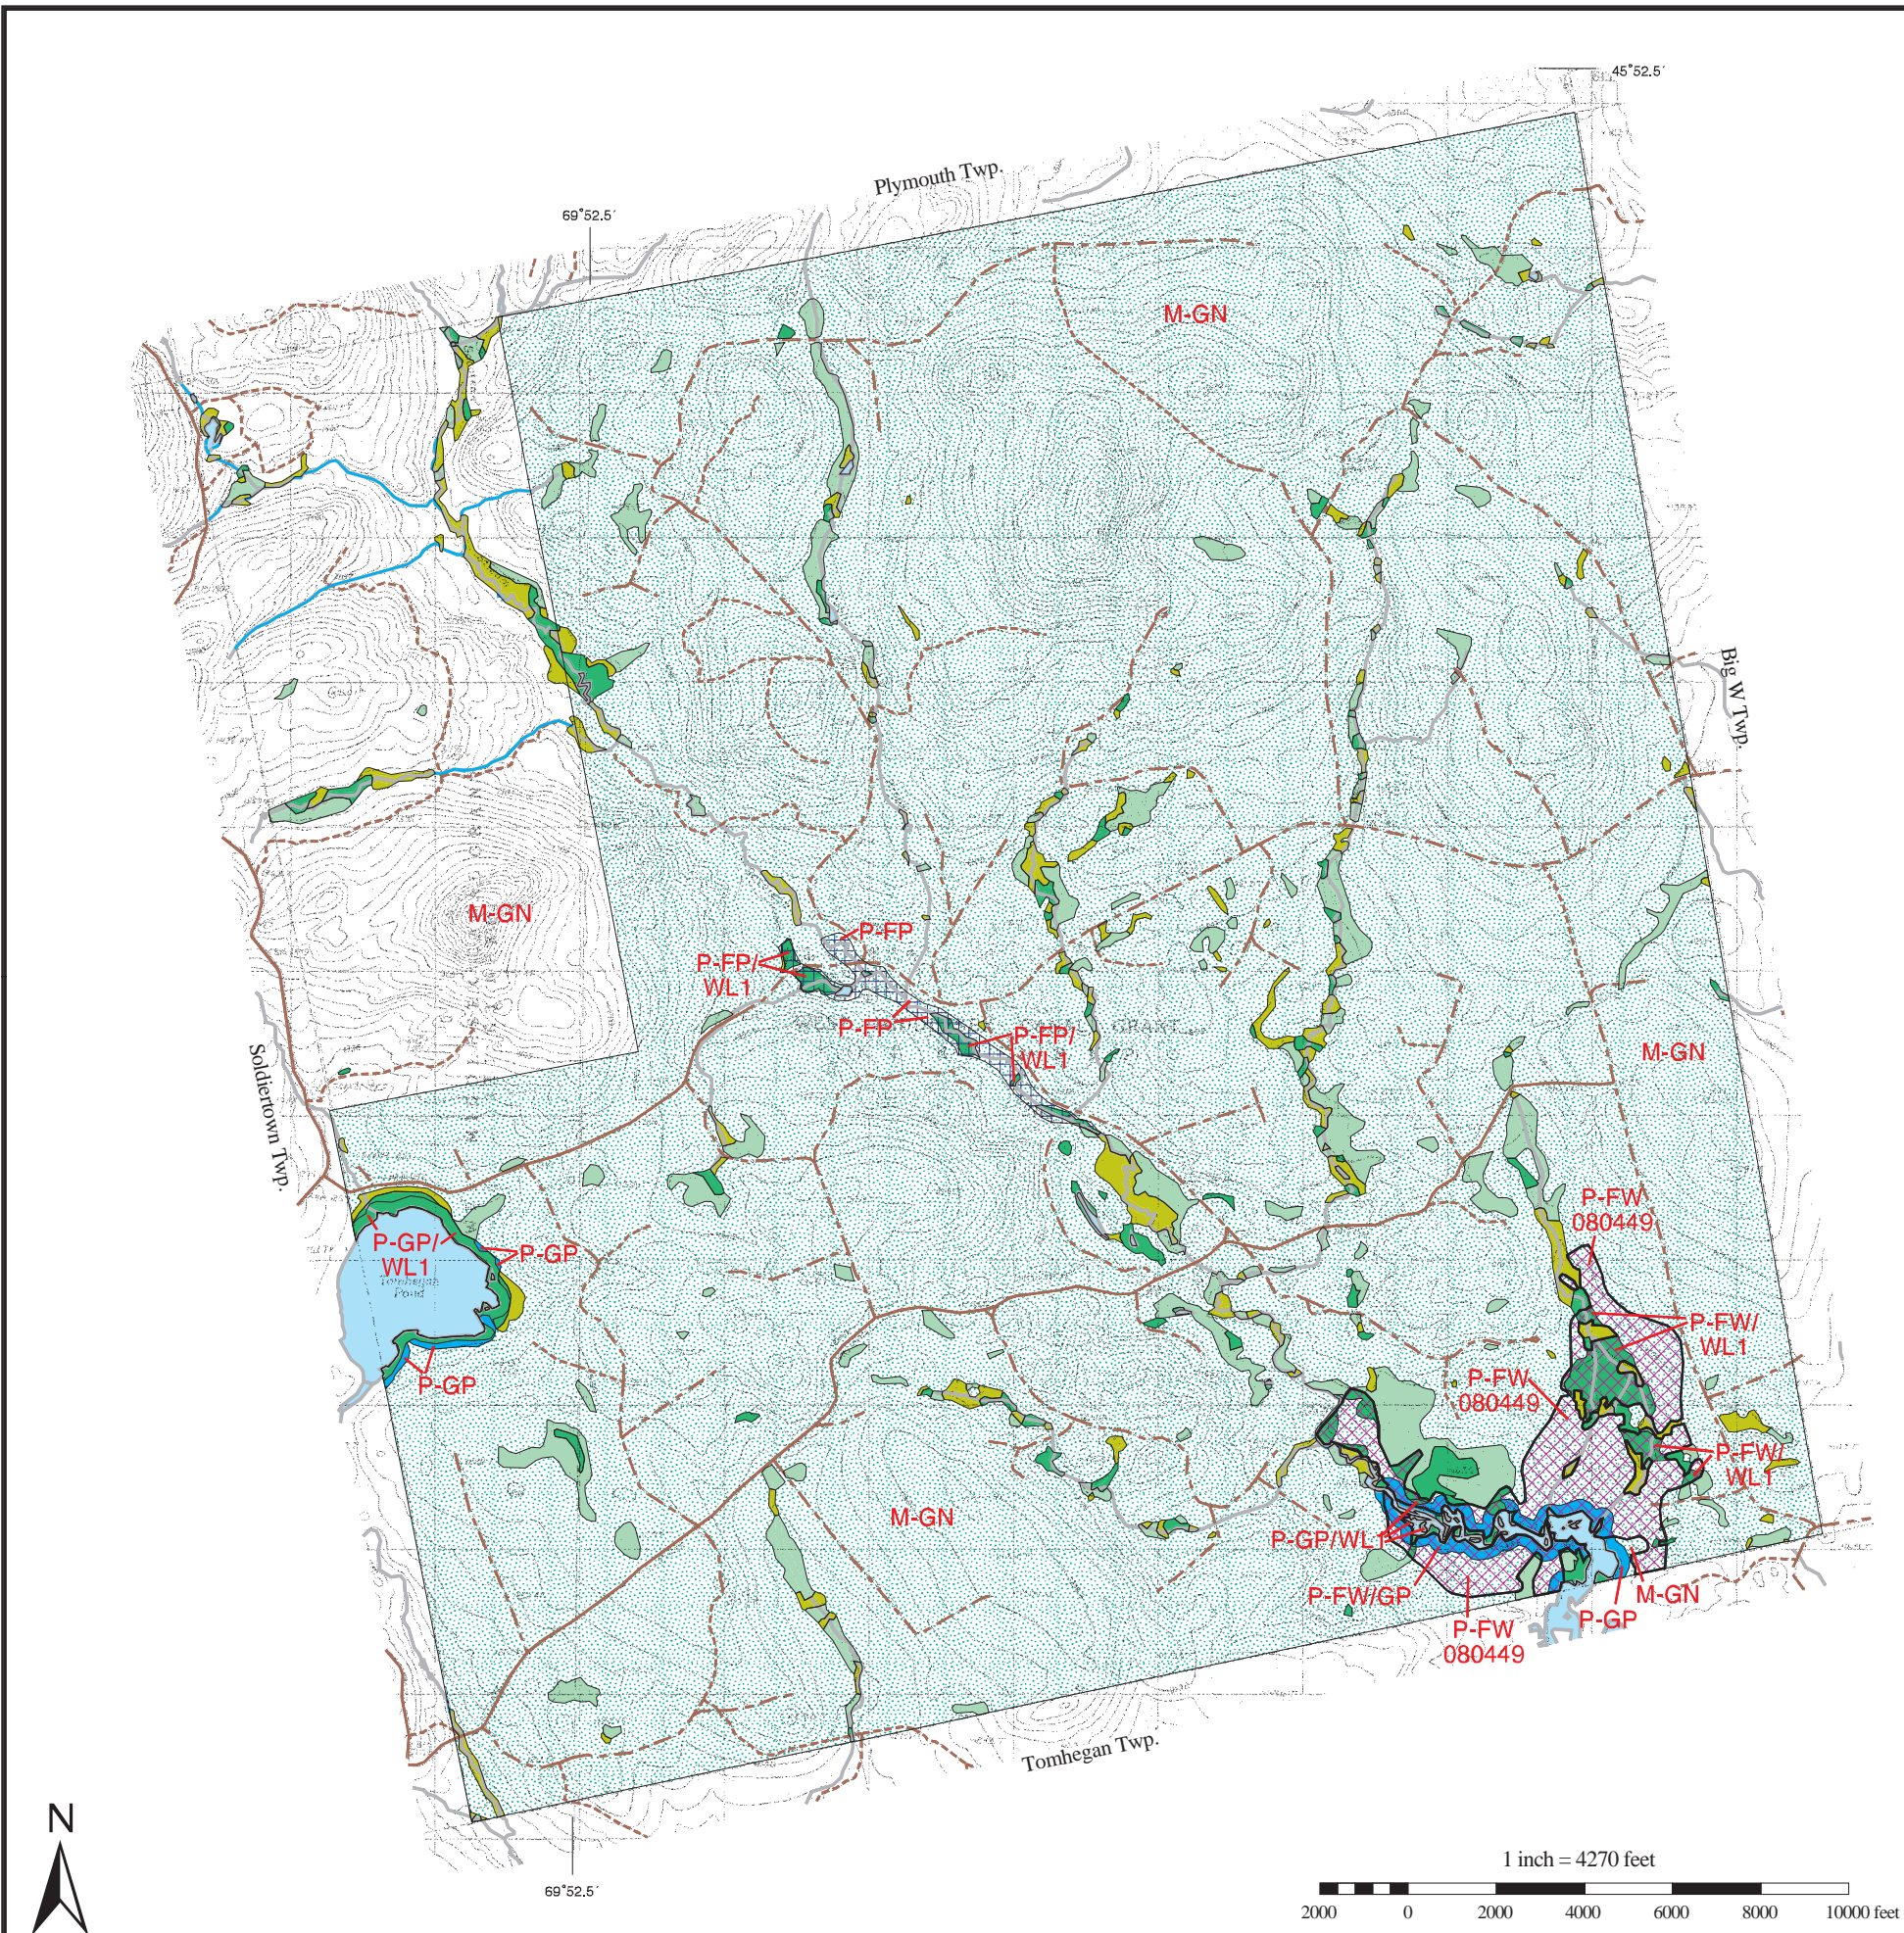 45°52.5′
Plymouth Twp.
69°52.5′
M-GN
Big W Twp.
M-GN
P-FP
P-FP/
WL1
P-FP
P-FP/
WL1
GRANT
M-GN
Soldiertown Twp.
P-FW
080449
P-GP/
WL1
P-GP
Tomhegan
Pond
P-FW/
WL1
P-GP
P-FW
080449
P-FW/
WL1
M-GN
P-GP/WL1
P-FW/GP
M-GN
P-GP
P-FW
080449
Tomhegan Twp.
N
69°52.5′
1 inch = 4270 feet
2000 0 2000 4000 6000 8000 10000 feet